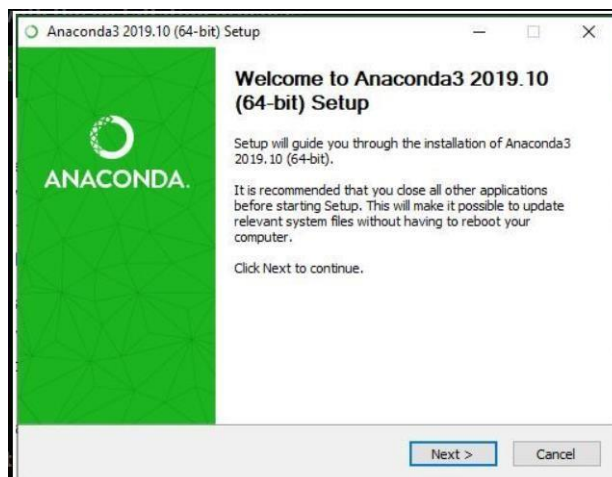 Anaconda3 2019.10 (64-bit) Setup
ANACONDA.
Welcome to Anaconda3 2019.10
(64-bit) Setup
Setup will guide you through the installation of Anaconda3
2019.10 (64-bit).
It is recommended that you close all other applications
before starting Setup. This will make it possible to update
relevant system files without having to reboot your
computer.
Click Next to continue.
Next >
Cancel